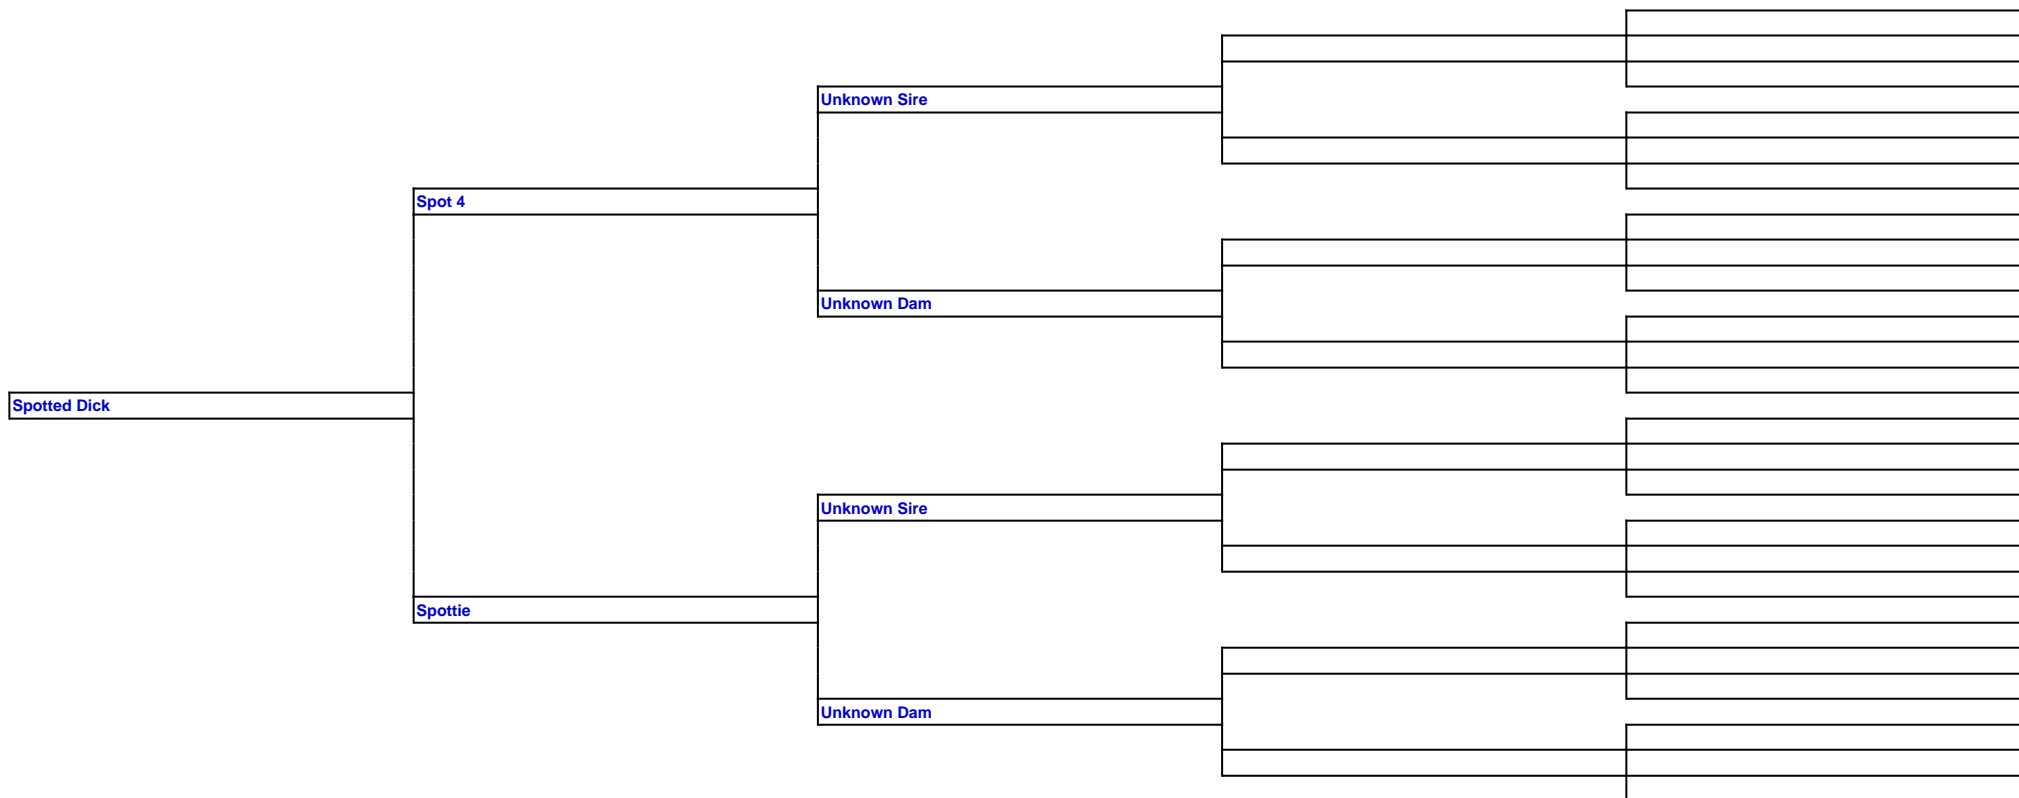 Unknown Sire
Spot 4
Unknown Dam
Spotted Dick
Unknown Sire
Spottie
Unknown Dam